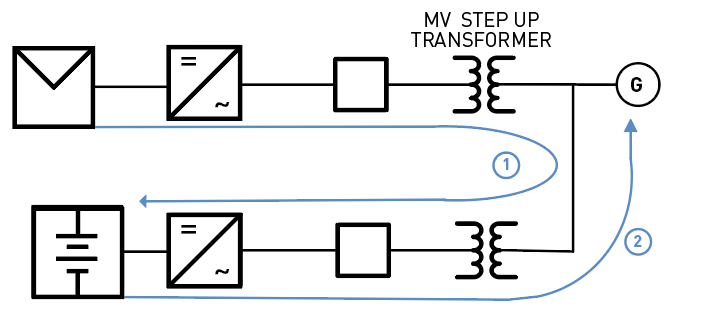 MV STEP UP
TRANSFORMER
=
~
G
1
=
~
2